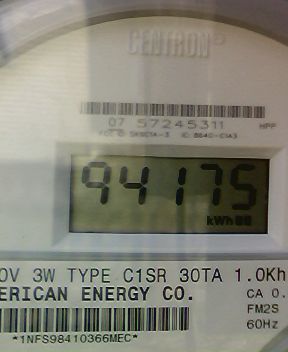 CENTRON®
07 57245311 HPP
94175
kWh
0V 3W TYPE C1SR 30TA 1.0Kh
ERICAN ENERGY CO. CA 0.
FM2S
60Hz
*1NFS98410366MEC*